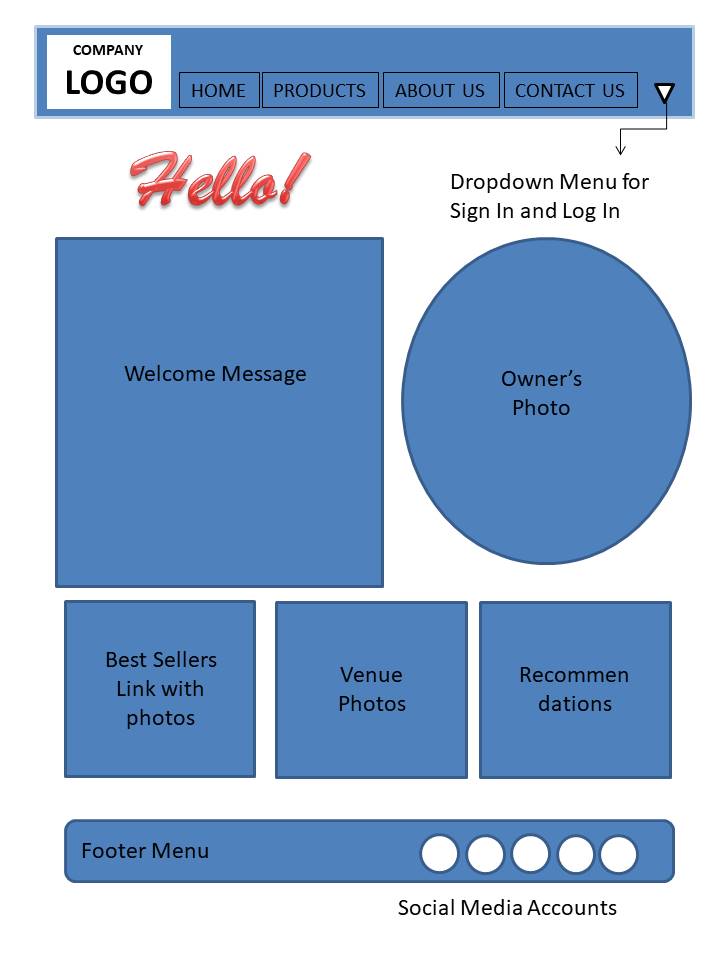 COMPANY
LOGO
HOME
PRODUCTS
ABOUT US
CONTACT US
Hello!
Dropdown Menu for
Sign In and Log In
Welcome Message
Owner’s
Photo
Best Sellers
Link with
photos
Venue
Photos
Recommen
dations
Footer Menu
Social Media Accounts